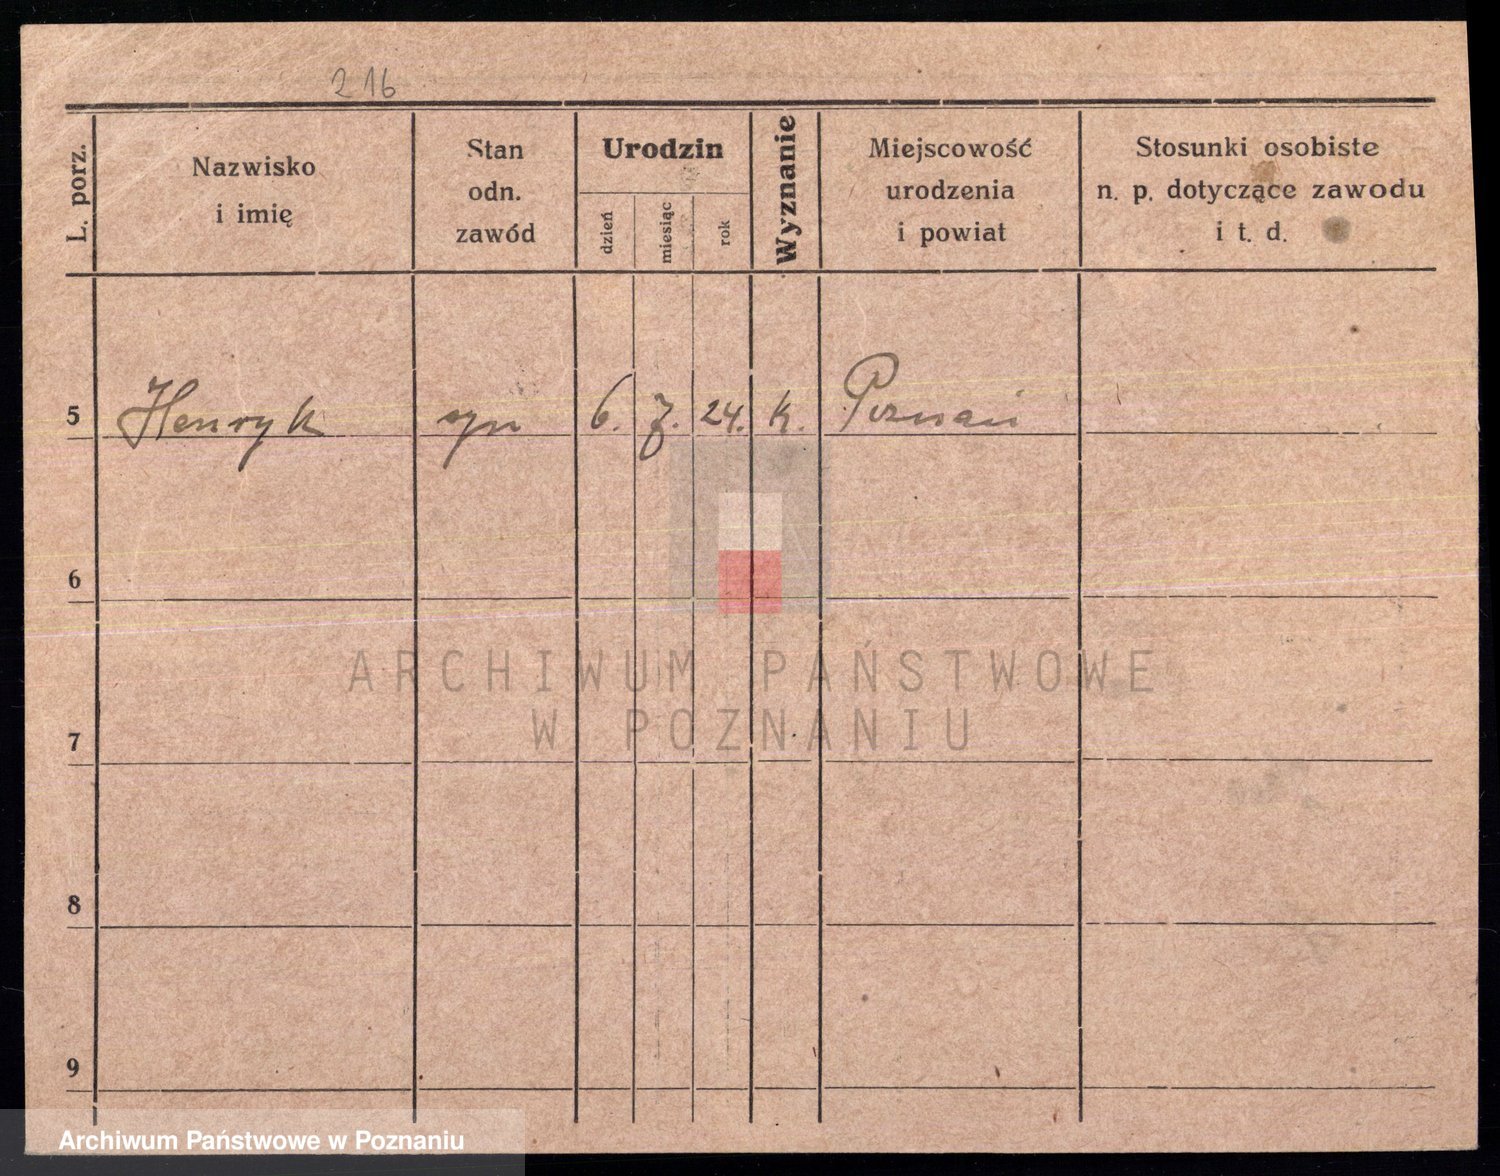 216
L. porz.
Nazwisko
i imię
Stan
odn.
zawód
Urodzin
dzień
miesiąc
rok
Wyznanie
Miejscowość
urodzenia
i powiat
Stosunki osobiste
n. p. dotyczące zawodu
i t. d.
5 Henryk syn 6. 7. 24. k. Poznań
6
7
8
9
ARCHIWUM PAŃSTWOWE
W POZNANIU
Archiwum Państwowe w Poznaniu